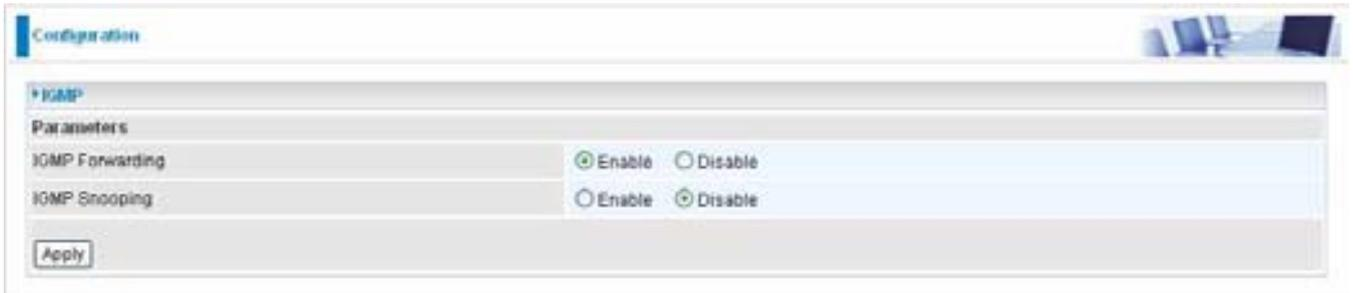 Configuration
IGMP
Parameters
IGMP Forwarding Enable Disable
IGMP Snooping Enable Disable
Apply